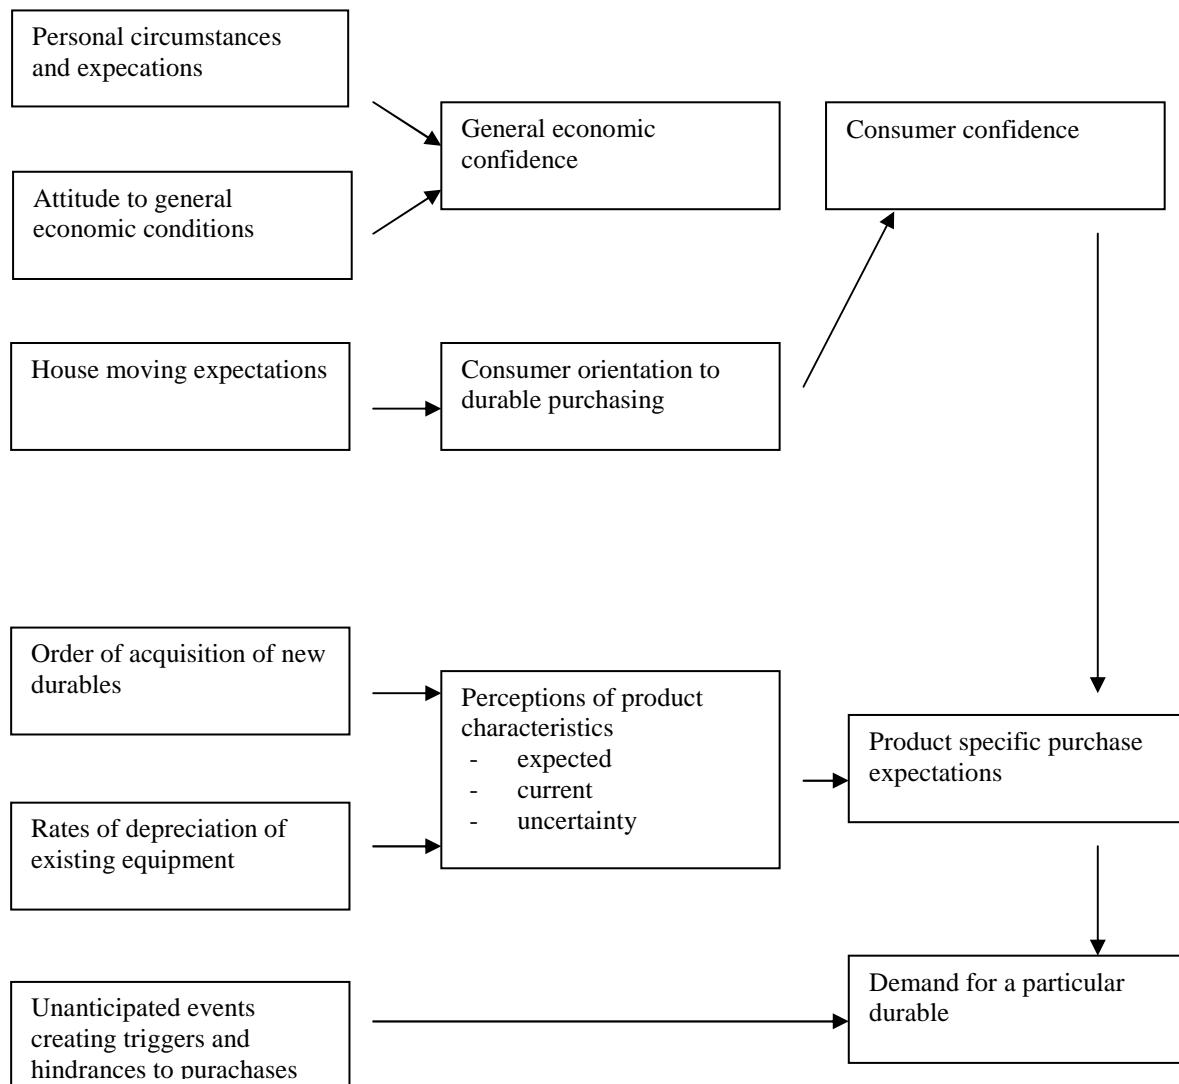 Personal circumstances
and expecations
General economic
confidence
Consumer confidence
Attitude to general
economic conditions
House moving expectations
Consumer orientation to
durable purchasing
Order of acquisition of new
durables
Perceptions of product
characteristics
- expected
- current
- uncertainty
Product specific purchase
expectations
Rates of depreciation of
existing equipment
Demand for a particular
durable
Unanticipated events
creating triggers and
hindrances to purachases